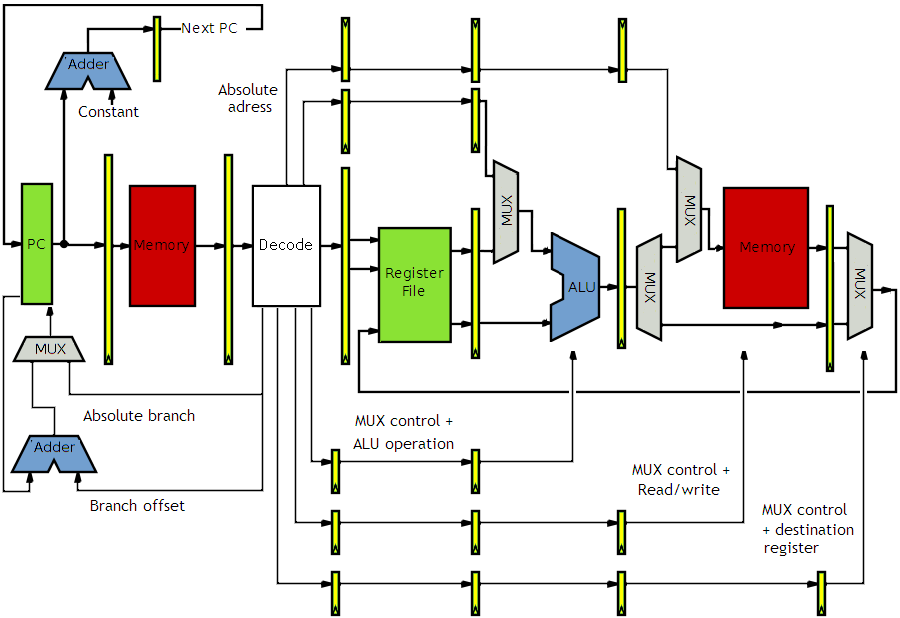 Next PC
Adder
Constant
Absolute
adress
PC
Memory
Decode
Register
File
MUX
ALU
MUX
MUX
Memory
MUX
MUX
Absolute branch
Adder
Branch offset
MUX control +
ALU operation
MUX control +
Read/write
MUX control
+ destination
register